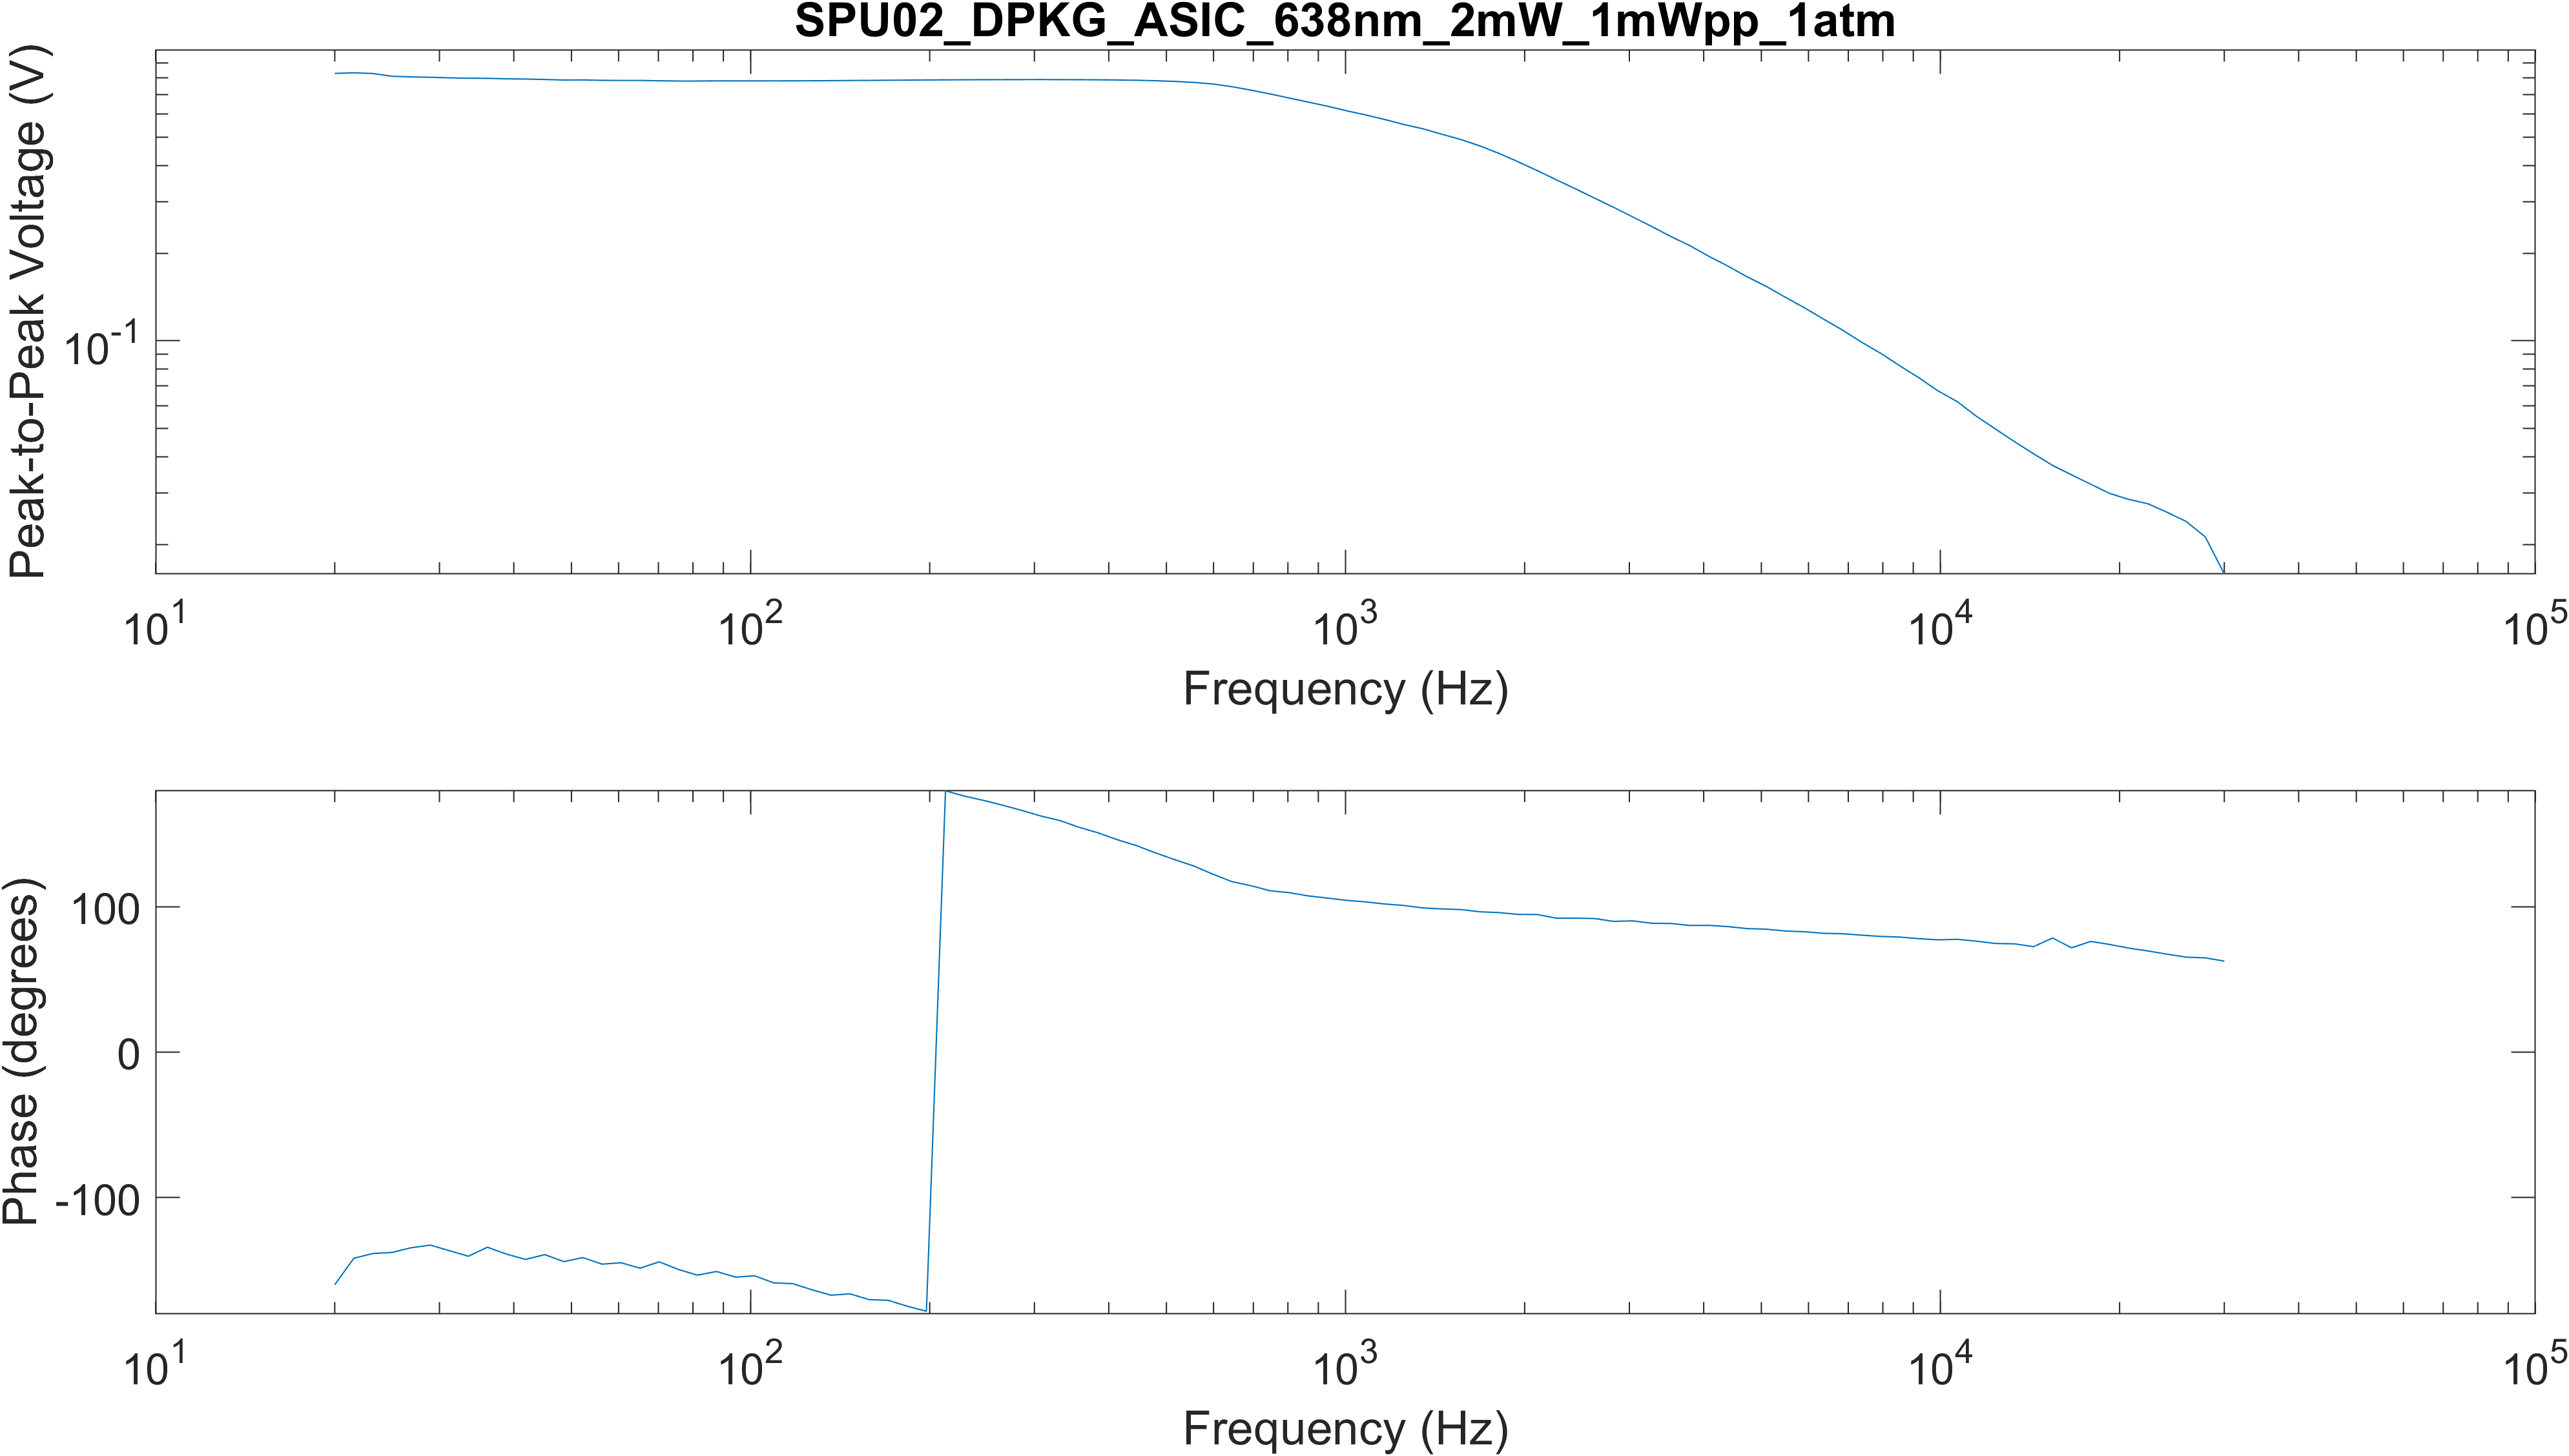 SPU02_DPKG_ASIC_638nm_2mW_1mWpp_1atm
Peak-to-Peak Voltage (V)
10-1
101 102 103 104 105
Frequency (Hz)
Phase (degrees)
100
0
-100
101 102 103 104 105
Frequency (Hz)